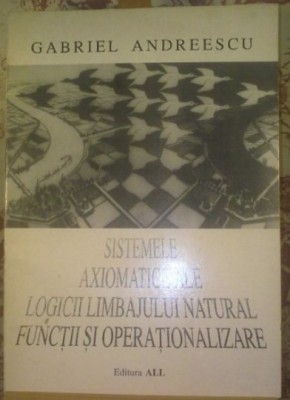 GABRIEL ANDREESCU
SISTEMELE
AXIOMATICE ALE
LOGICII LIMBAJULUI NATURAL
FUNCȚII ȘI OPERAȚIONALIZARE
Editura ALL